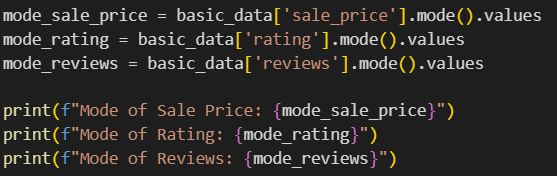 mode_sale_price = basic_data['sale_price'].mode().values
mode_rating = basic_data['rating'].mode().values
mode_reviews = basic_data['reviews'].mode().values
print(f"Mode of Sale Price: {mode_sale_price}")
print(f"Mode of Rating: {mode_rating}")
print(f"Mode of Reviews: {mode_reviews}")